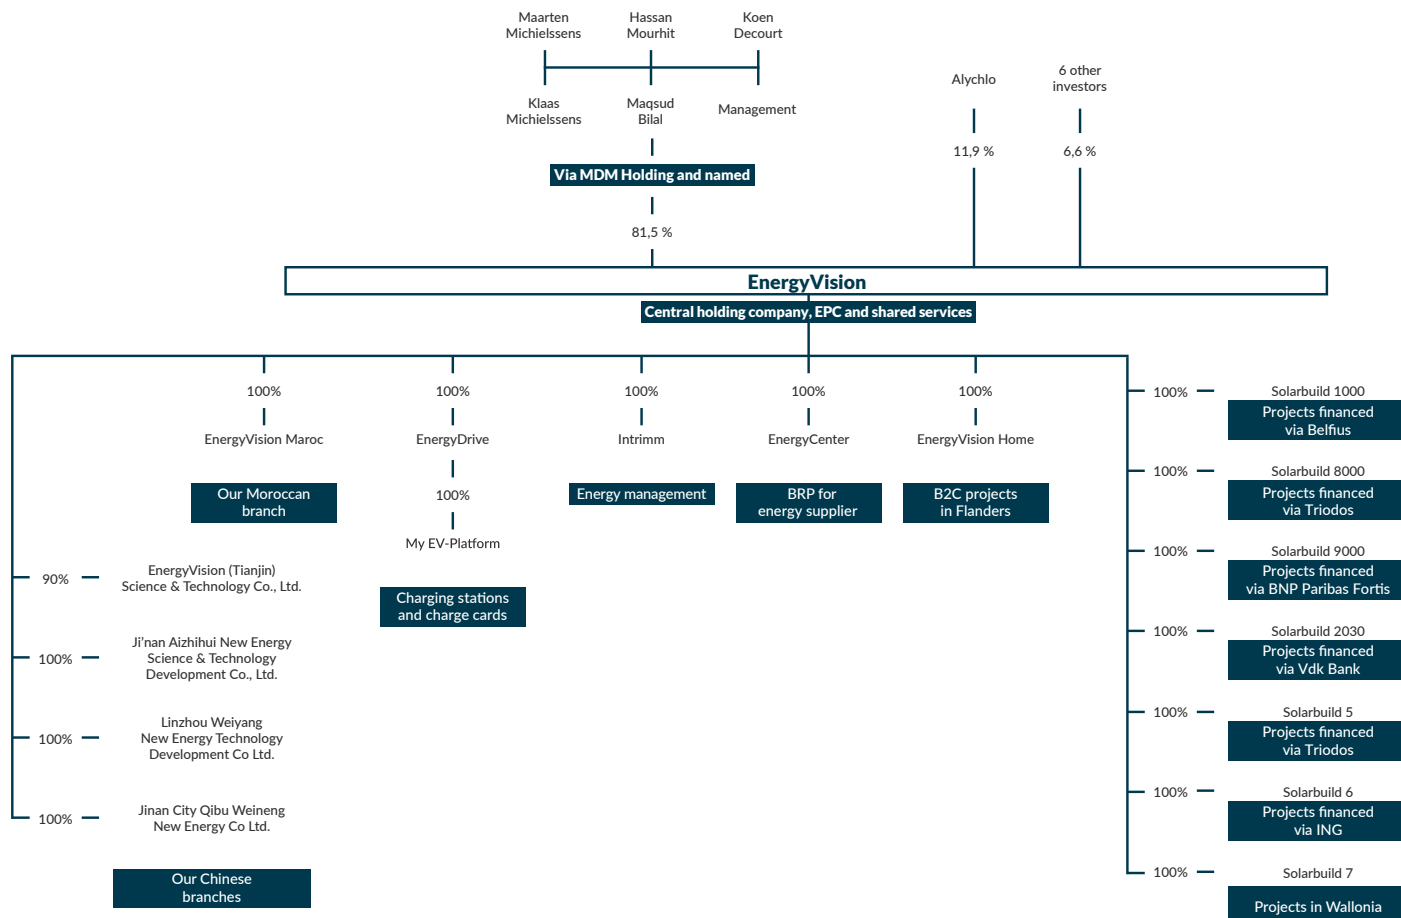 Maarten
Michielssens
Hassan
Mourhit
Koen
Decourt
Klaas
Michielssens
Maqsud
Bilal
Management
Via MDM Holding and named
81,5 %
Alychlo
11,9 %
6 other
investors
6,6 %
EnergyVision
Central holding company, EPC and shared services
100%
EnergyVision Maroc
Our Moroccan
branch
100%
EnergyDrive
100%
My EV-Platform
Charging stations
and charge cards
100%
Intrimm
Energy management
100%
EnergyCenter
BRP for
energy supplier
100%
EnergyVision Home
B2C projects
in Flanders
90%
EnergyVision (Tianjin)
Science & Technology Co., Ltd.
100%
Ji'nan Aizhihui New Energy
Science & Technology
Development Co., Ltd.
100%
Linzhou Weiyang
New Energy Technology
Development Co Ltd.
100%
Jinan City Qibu Weineng
New Energy Co Ltd.
Our Chinese
branches
100%
Solarbuild 1000
Projects financed
via Belfius
100%
Solarbuild 8000
Projects financed
via Triodos
100%
Solarbuild 9000
Projects financed
via BNP Paribas Fortis
100%
Solarbuild 2030
Projects financed
via Vdk Bank
100%
Solarbuild 5
Projects financed
via Triodos
100%
Solarbuild 6
Projects financed
via ING
100%
Solarbuild 7
Projects in Wallonia